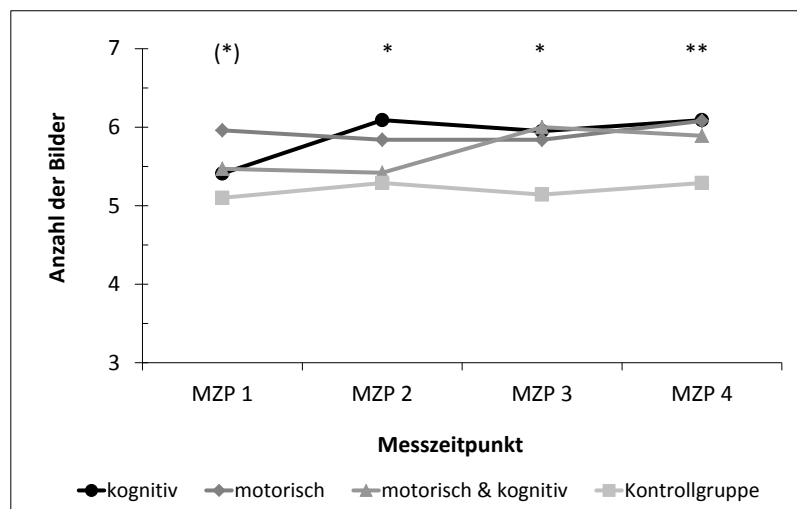 7
(*) * * **
6
5
4
3
Anzahl der Bilder
MZP 1 MZP 2 MZP 3 MZP 4
Messzeitpunkt
kognitiv motorisch motorisch & kognitiv Kontrollgruppe